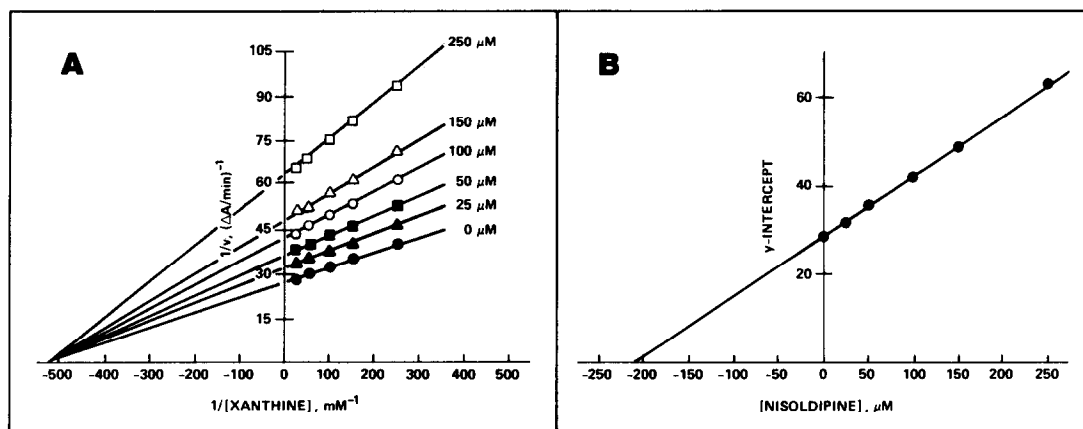 A
105
90
75
60
45
30
15
1/v, (ΔA/min)⁻¹
250 μM
150 μM
100 μM
50 μM
25 μM
0 μM
-500 -400 -300 -200 -100 0 100 200 300 400 500
1/[XANTHINE], mM⁻¹
B
60
40
20
y-INTERCEPT
-250 -200 -150 -100 -50 0 50 100 150 200 250
[NISOLDIPINE], μM